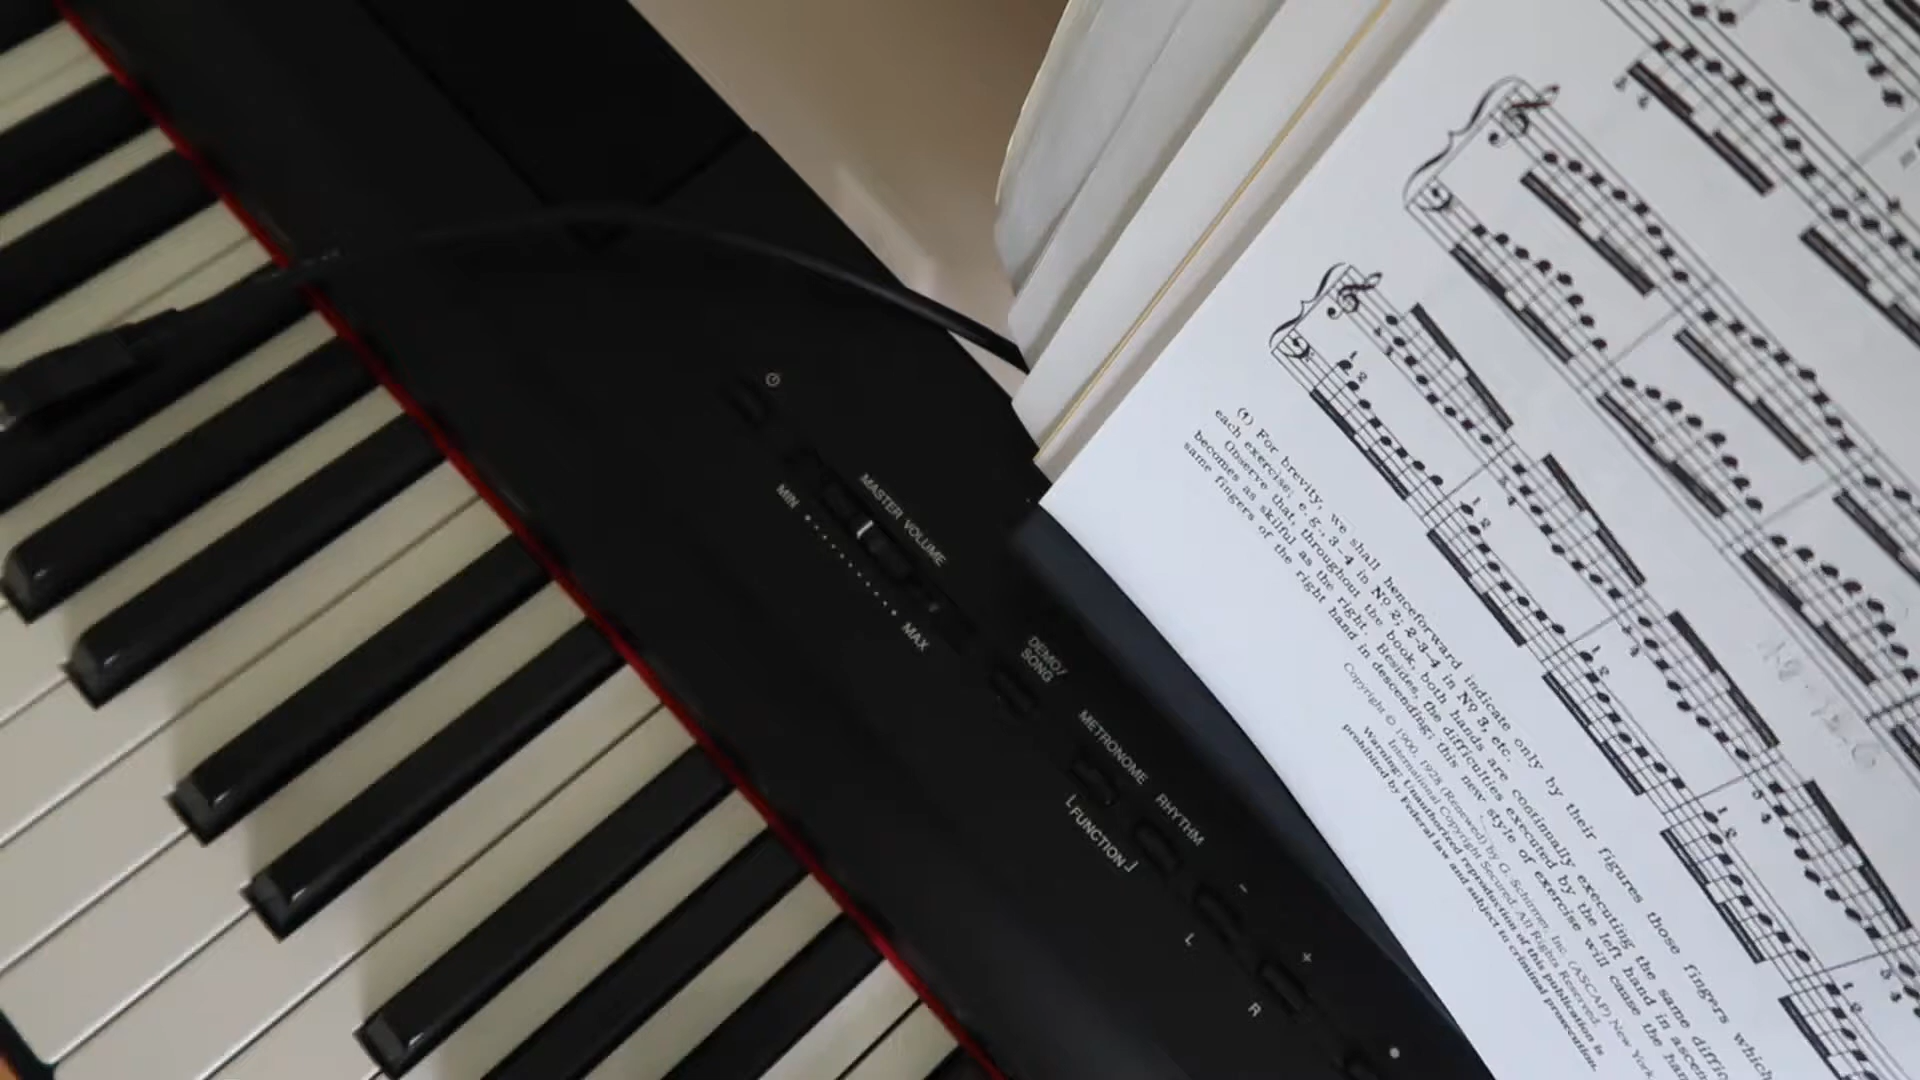 MASTER VOLUME
MIN
MAX
DEMO/
SONG
METRONOME
RHYTHM
FUNCTION
-
+
L
R
(1) For brevity, we shall henceforward indicate only by their figures those fingers which
each exercise; e.g., 3-4 in No 2; 2-3-4 in No 3, etc.
Observe that, throughout the book, both hands are continually executing the same diffi
becomes as skilful as the right. Besides, the difficulties executed by the left hand in asce
same fingers of the right hand in descending; this new style of exercise will cause the han
Copyright © 1900, 1928 (Renewed) by G. Schirmer, Inc. (ASCAP) New York
International Copyright Secured. All Rights Reserved.
Warning: Unauthorized reproduction of this publication is
prohibited by Federal law and subject to criminal prosecution.